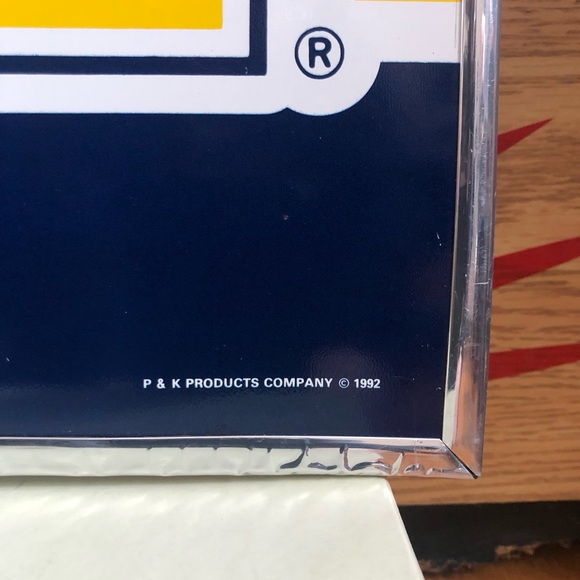 ®
P & K PRODUCTS COMPANY © 1992